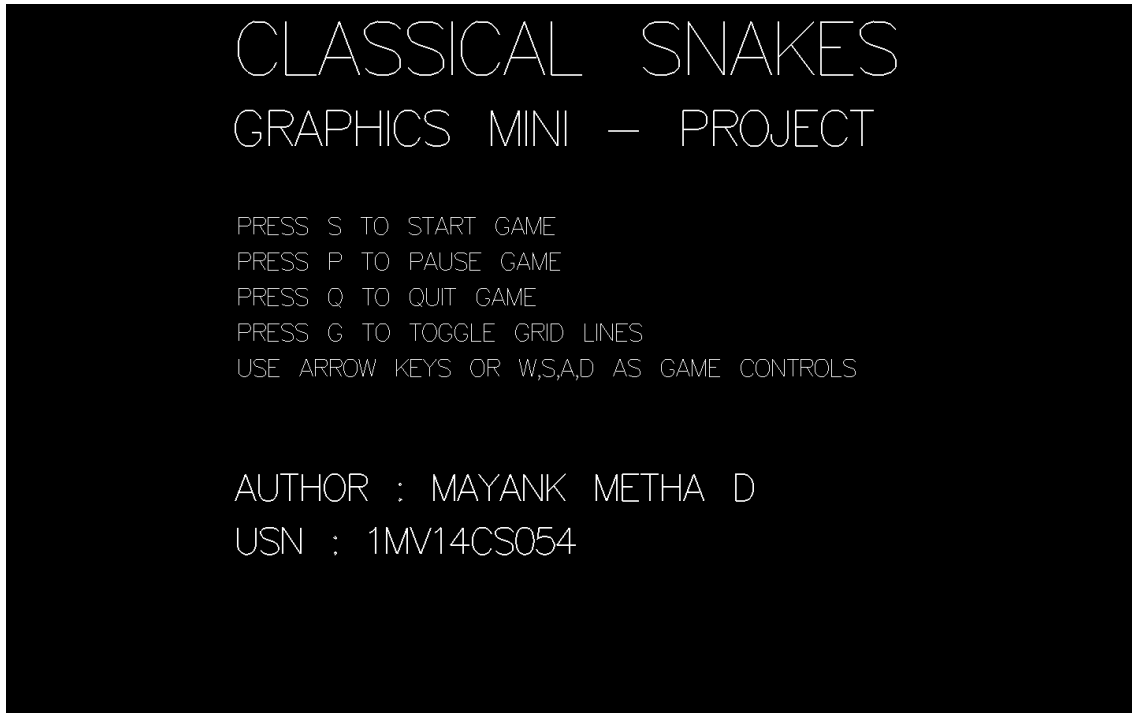 CLASSICAL SNAKES
GRAPHICS MINI - PROJECT
PRESS S TO START GAME
PRESS P TO PAUSE GAME
PRESS Q TO QUIT GAME
PRESS G TO TOGGLE GRID LINES
USE ARROW KEYS OR W,S,A,D AS GAME CONTROLS
AUTHOR : MAYANK METHA D
USN : 1MV14CS054